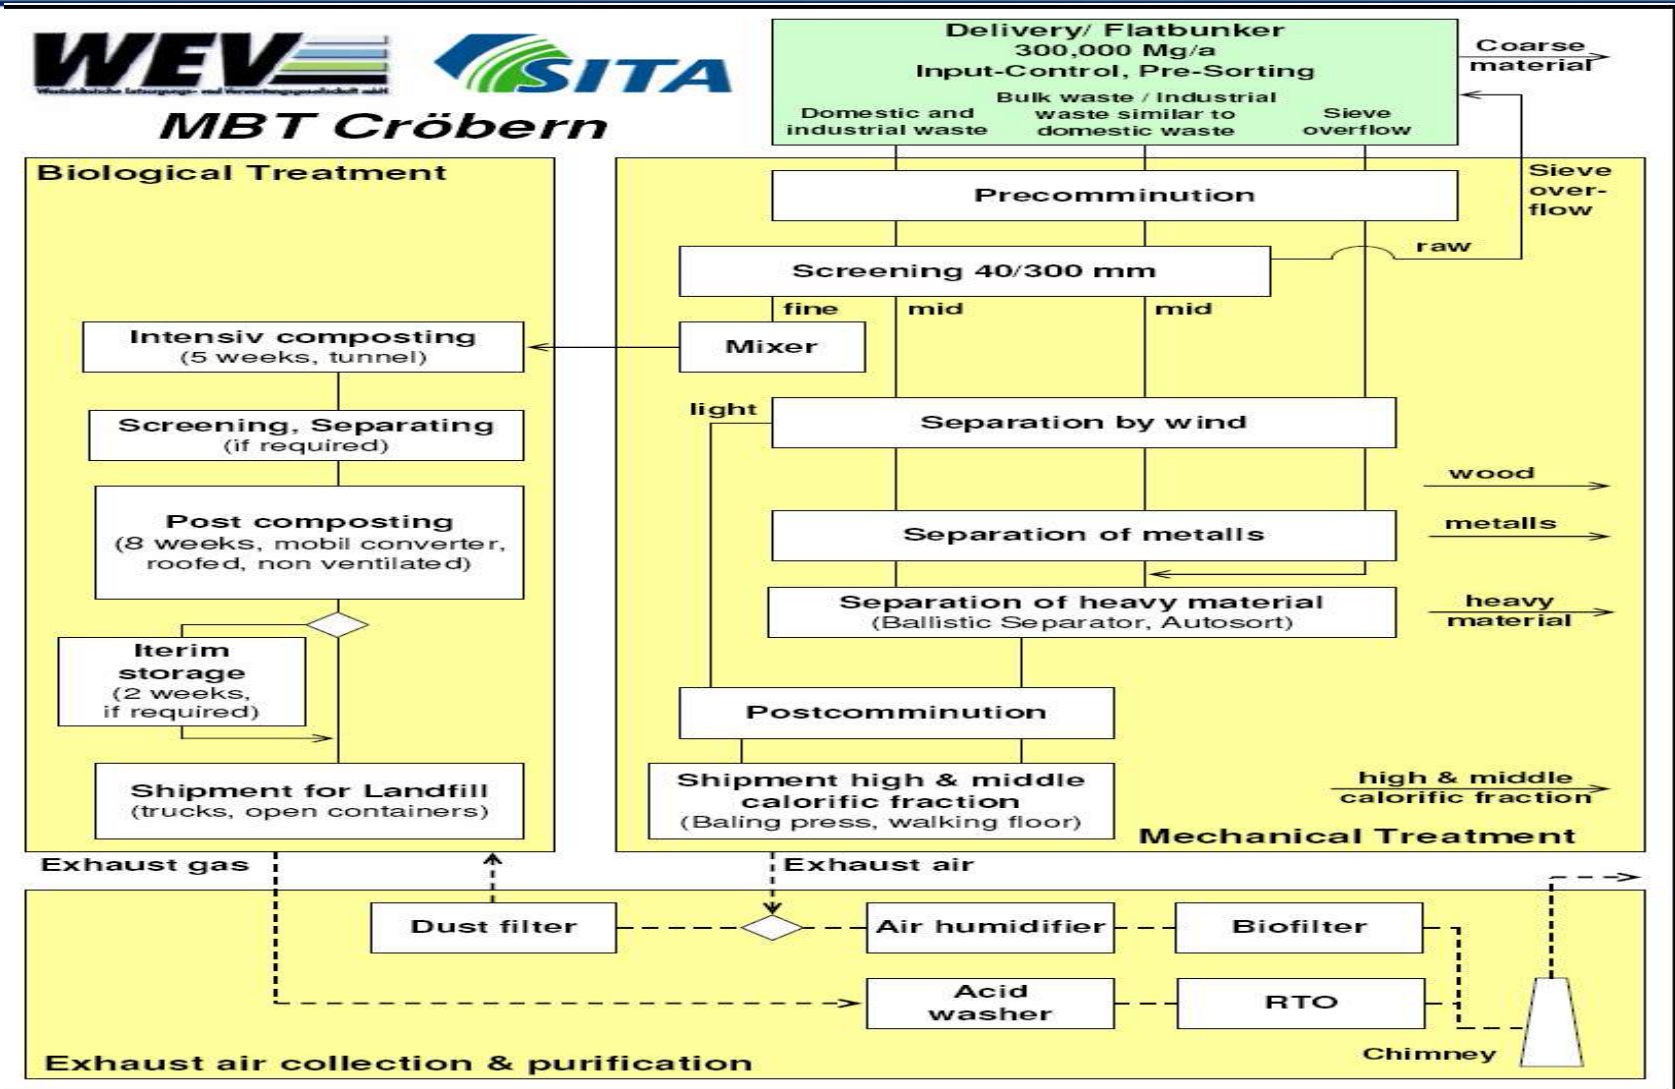 WEV
Westsächsische Entsorgungs- und Verwertungsgesellschaft mbH
SITA
MBT Cröbern
Delivery/ Flatbunker
300,000 Mg/a
Input-Control, Pre-Sorting
Domestic and
industrial waste
Bulk waste / Industrial
waste similar to
domestic waste
Sieve
overflow
Coarse
material
Sieve
over-
flow
Biological Treatment
Intensiv composting
(5 weeks, tunnel)
Screening, Separating
(if required)
Post composting
(8 weeks, mobil converter,
roofed, non ventilated)
Iterim
storage
(2 weeks,
if required)
Shipment for Landfill
(trucks, open containers)
Precomminution
raw
Screening 40/300 mm
fine
mid
mid
Mixer
light
Separation by wind
wood
Separation of metalls
metalls
Separation of heavy material
(Ballistic Separator, Autosort)
heavy
material
Postcomminution
Shipment high & middle
calorific fraction
(Baling press, walking floor)
high & middle
calorific fraction
Mechanical Treatment
Exhaust gas
Exhaust air
Dust filter
Air humidifier
Biofilter
Acid
washer
RTO
Chimney
Exhaust air collection & purification